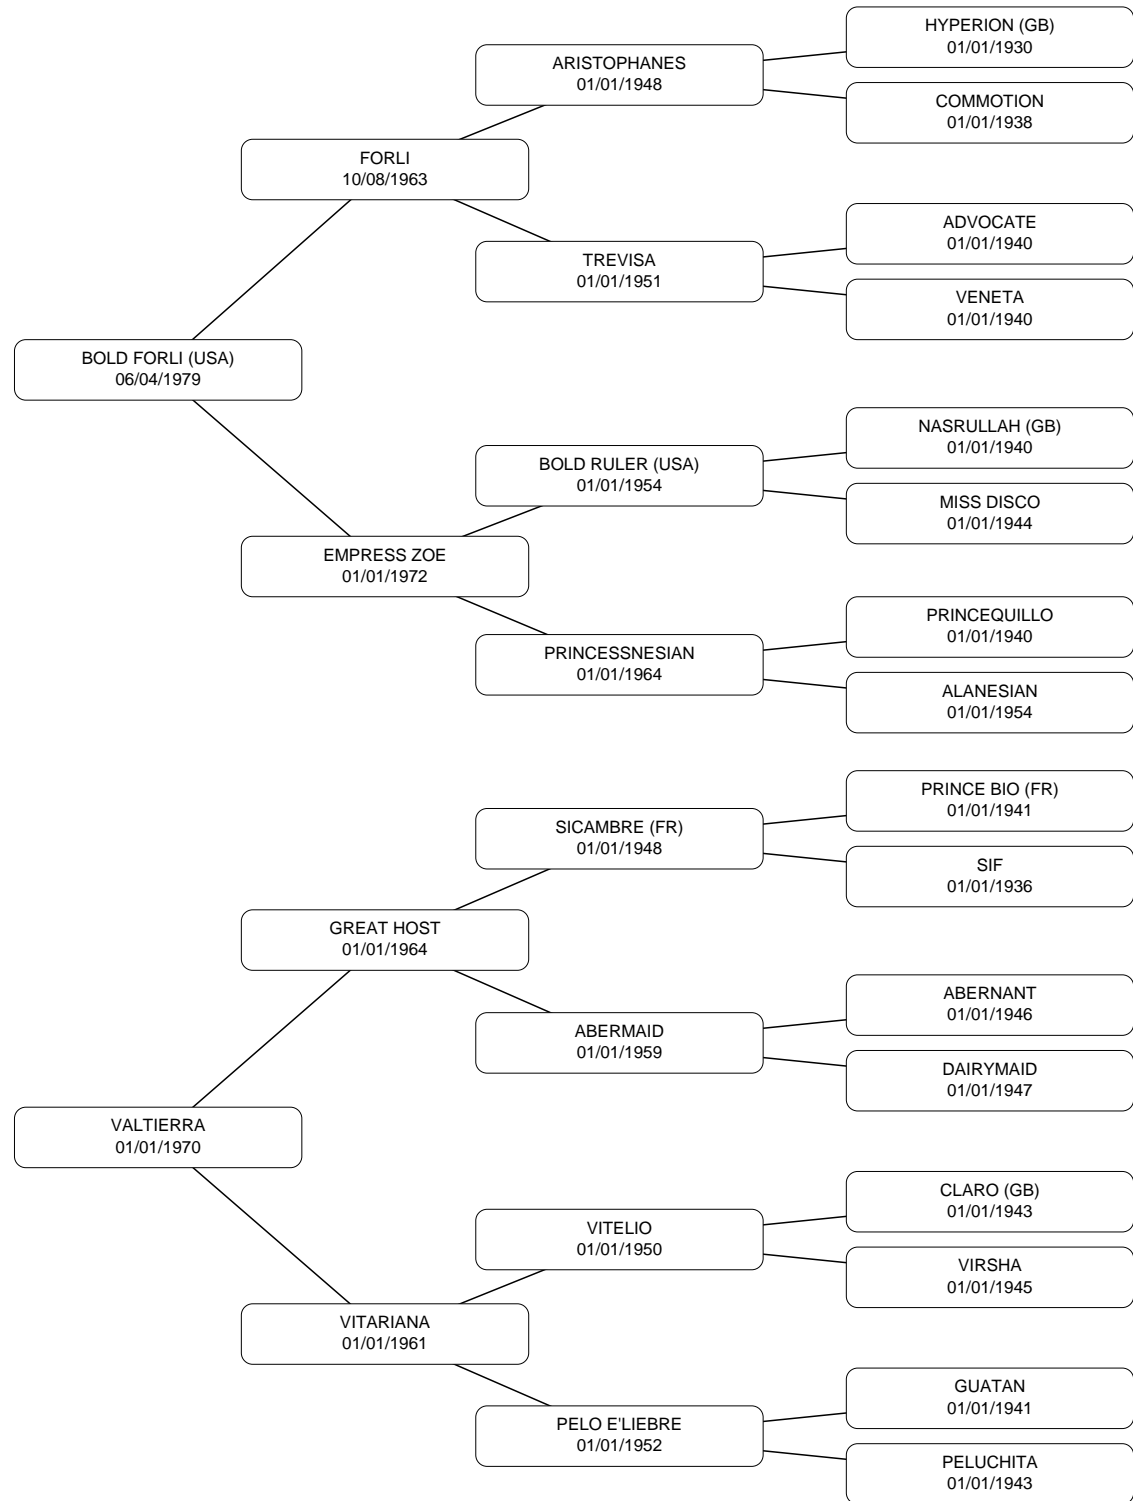 HYPERION (GB)
01/01/1930
ARISTOPHANES
01/01/1948
COMMOTION
01/01/1938
FORLI
10/08/1963
ADVOCATE
01/01/1940
TREVISA
01/01/1951
VENETA
01/01/1940
BOLD FORLI (USA)
06/04/1979
NASRULLAH (GB)
01/01/1940
BOLD RULER (USA)
01/01/1954
MISS DISCO
01/01/1944
EMPRESS ZOE
01/01/1972
PRINCEQUILLO
01/01/1940
PRINCESSNESIAN
01/01/1964
ALANESIAN
01/01/1954
PRINCE BIO (FR)
01/01/1941
SICAMBRE (FR)
01/01/1948
SIF
01/01/1936
GREAT HOST
01/01/1964
ABERNANT
01/01/1946
ABERMAID
01/01/1959
DAIRYMAID
01/01/1947
VALTIERRA
01/01/1970
CLARO (GB)
01/01/1943
VITELIO
01/01/1950
VIRSHA
01/01/1945
VITARIANA
01/01/1961
GUATAN
01/01/1941
PELO E'LIEBRE
01/01/1952
PELUCHITA
01/01/1943